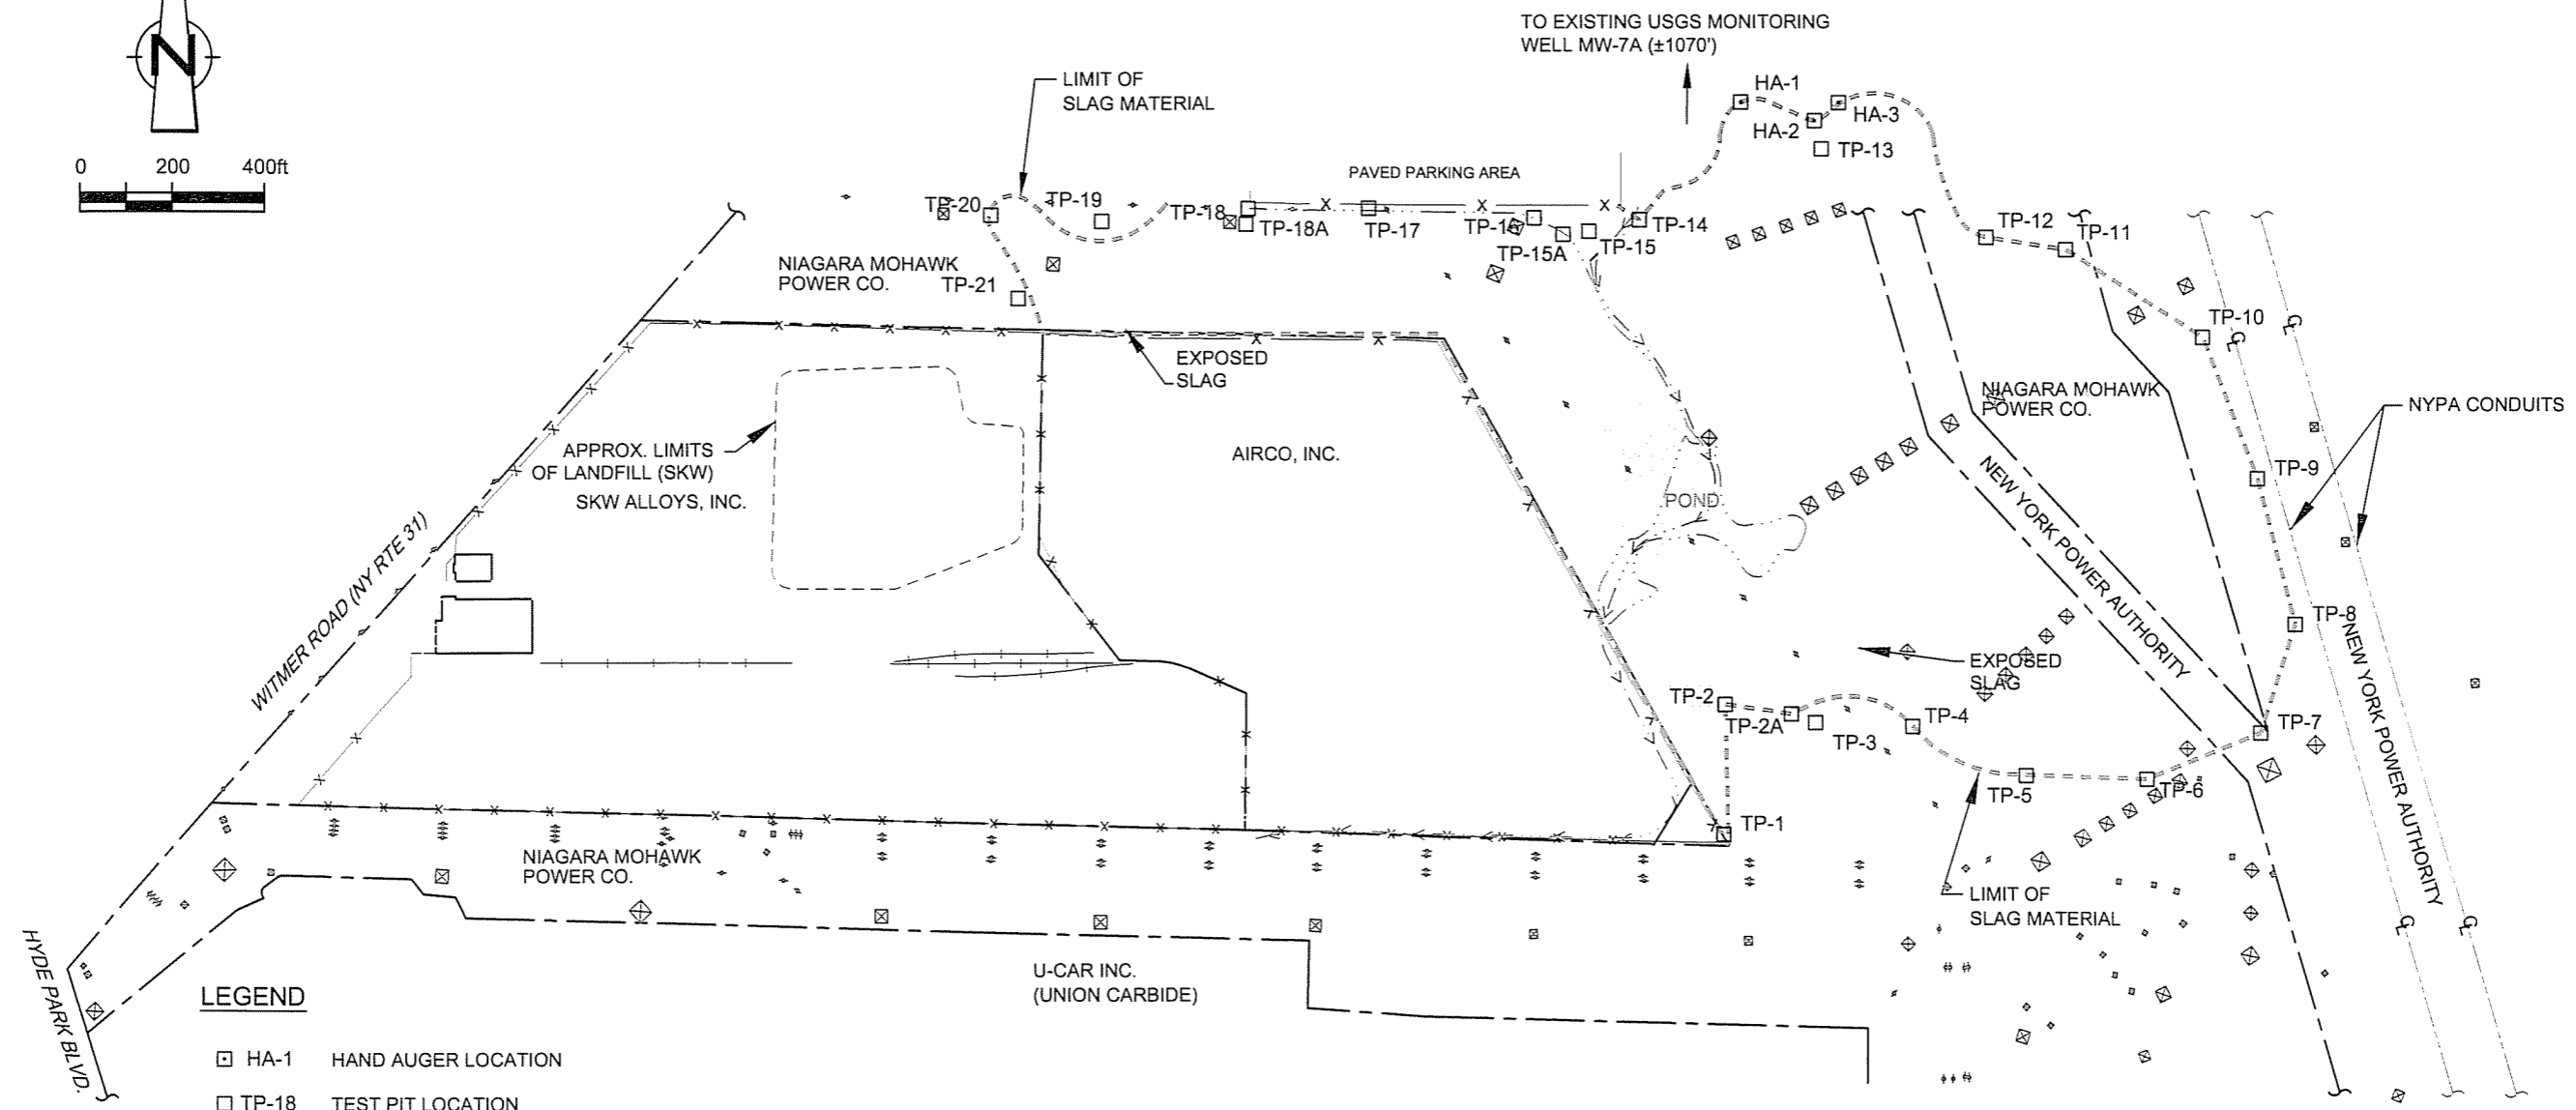 N
0 200 400ft
TO EXISTING USGS MONITORING
WELL MW-7A (±1070')
LIMIT OF
SLAG MATERIAL
HA-1
HA-2
HA-3
TP-13
PAVED PARKING AREA
TP-20
TP-19
TP-18
TP-18A
TP-17
TP-16
TP-15A
TP-15
TP-14
TP-12
TP-11
NIAGARA MOHAWK
POWER CO.
TP-21
TP-10
EXPOSED
SLAG
NIAGARA MOHAWK
POWER CO.
NYPA CONDUITS
APPROX. LIMITS
OF LANDFILL (SKW)
SKW ALLOYS, INC.
AIRCO, INC.
POND
TP-9
NEW YORK POWER AUTHORITY
WITMER ROAD (NY RTE 31)
TP-8
NEW YORK POWER AUTHORITY
EXPOSED
SLAG
TP-2
TP-2A
TP-3
TP-4
TP-7
TP-5
TP-6
TP-1
NIAGARA MOHAWK
POWER CO.
LIMIT OF
SLAG MATERIAL
U-CAR INC.
(UNION CARBIDE)
HYDE PARK BLVD.
LEGEND
HA-1 HAND AUGER LOCATION
TP-18 TEST PIT LOCATION